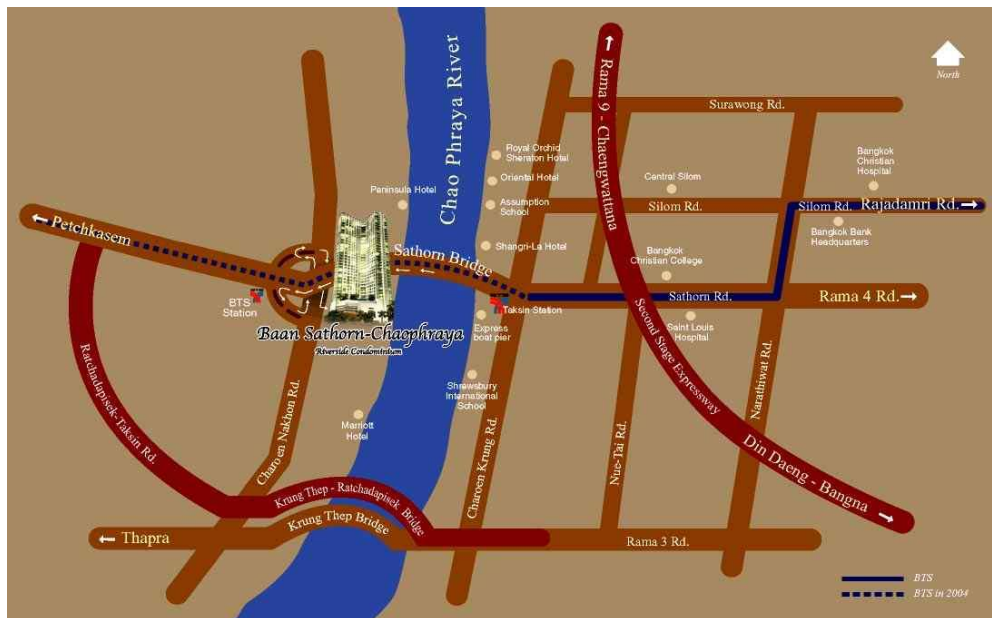 North
Surawong Rd.
Chao Phraya River
Rama 9 - Chaengwattana
Royal Orchid
Sheraton Hotel
Bangkok
Christian
Hospital
Oriental Hotel
Central Silom
Peninsula Hotel
Assumption
School
Silom Rd.
Silom Rd.
Rajadamri Rd.
Petchkasem
Bangkok Bank
Headquarters
Sathorn Bridge
Shangri-La Hotel
Bangkok
Christian College
BTS
Station
Taksin Station
Sathorn Rd.
Rama 4 Rd.
Baan Sathorn-Chaophraya
Riverside Condominium
Express
boat pier
Saint Louis
Hospital
Second Stage Expressway
Narathiwat Rd.
Ratchadapisek-Taksin Rd.
Shrewsbury
International
School
Marriott
Hotel
Charoen Nakhon Rd.
Charoen Krung Rd.
Nue-Tai Rd.
Din Daeng - Bangna
Krung Thep - Ratchadapisek Bridge
Krung Thep Bridge
Thapra
Rama 3 Rd.
BTS
BTS in 2004